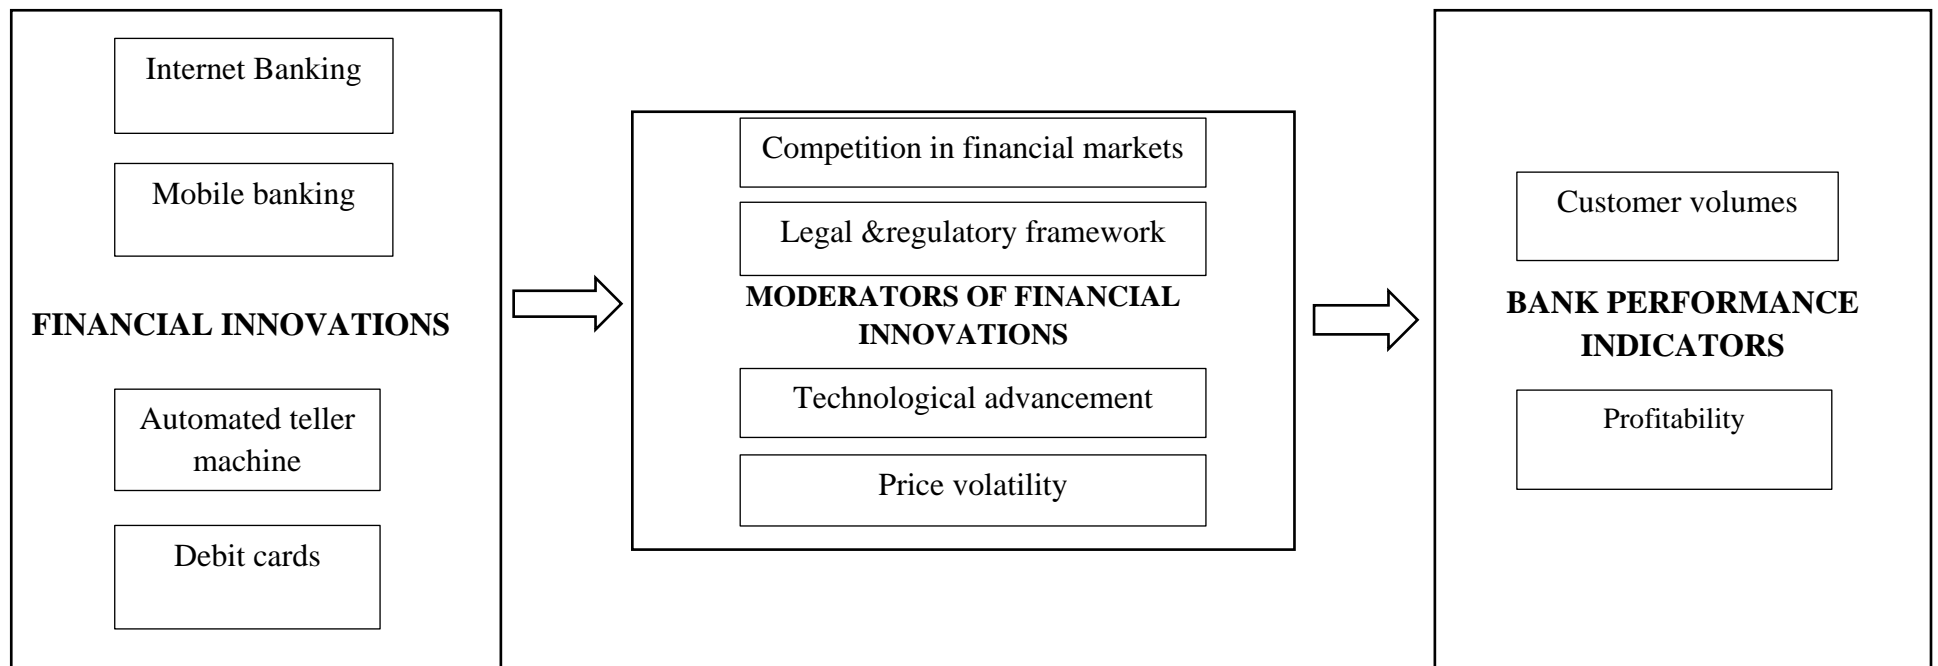 Internet Banking
Mobile banking
FINANCIAL INNOVATIONS
Automated teller
machine
Debit cards
Competition in financial markets
Legal &regulatory framework
MODERATORS OF FINANCIAL
INNOVATIONS
Technological advancement
Price volatility
Customer volumes
BANK PERFORMANCE
INDICATORS
Profitability